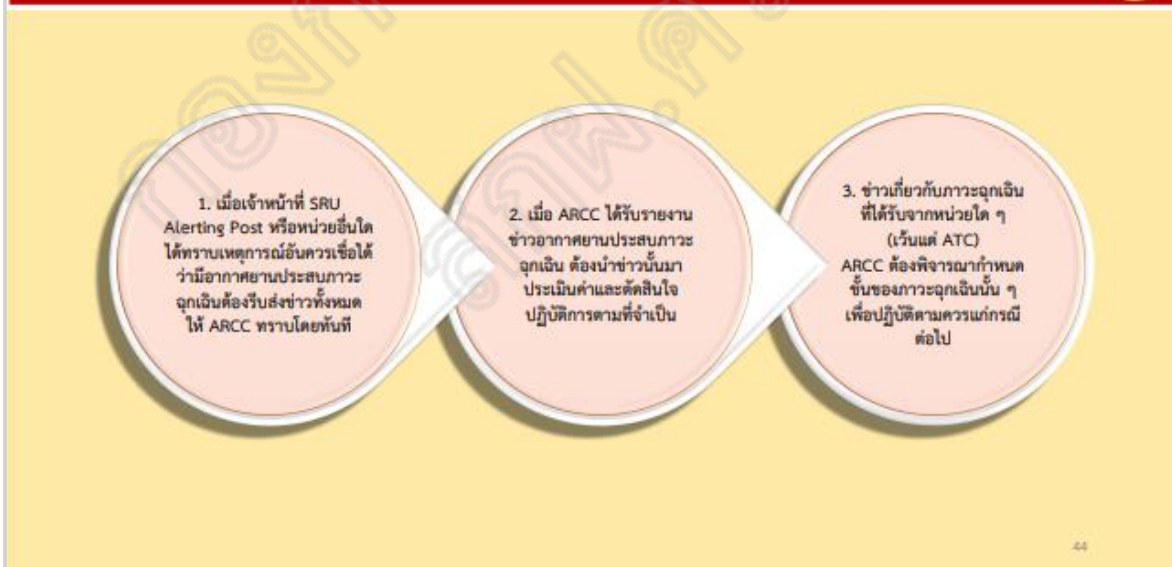 1. เมื่อเจ้าหน้าที่ SRU
Alerting Post หรือหน่วยอื่นใด
ได้ทราบเหตุการณ์อันควรเชื่อได้
ว่ามีอากาศยานประสบภาวะ
ฉุกเฉินต้องรีบส่งข่าวทั้งหมด
ให้ ARCC ทราบโดยทันที
2. เมื่อ ARCC ได้รับรายงาน
ข่าวอากาศยานประสบภาวะ
ฉุกเฉิน ต้องนำข่าวนั้นมา
ประเมินค่าและตัดสินใจ
ปฏิบัติการตามที่จำเป็น
3. ข่าวเกี่ยวกับภาวะฉุกเฉิน
ที่ได้รับจากหน่วยใด ๆ
(เว้นแต่ ATC)
ARCC ต้องพิจารณากำหนด
ขั้นของภาวะฉุกเฉินนั้น ๆ
เพื่อปฏิบัติตามควรแก่กรณี
ต่อไป
44